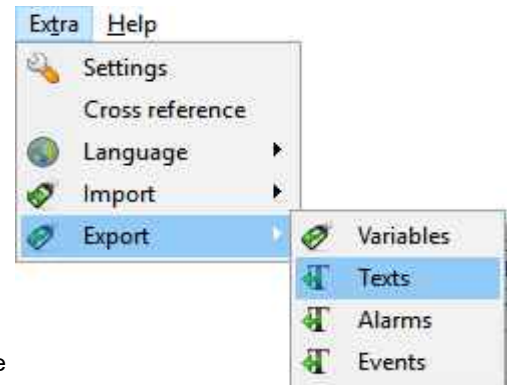 Extra Help
Settings
Cross reference
Language
Import
Export
Variables
Texts
Alarms
Events
e